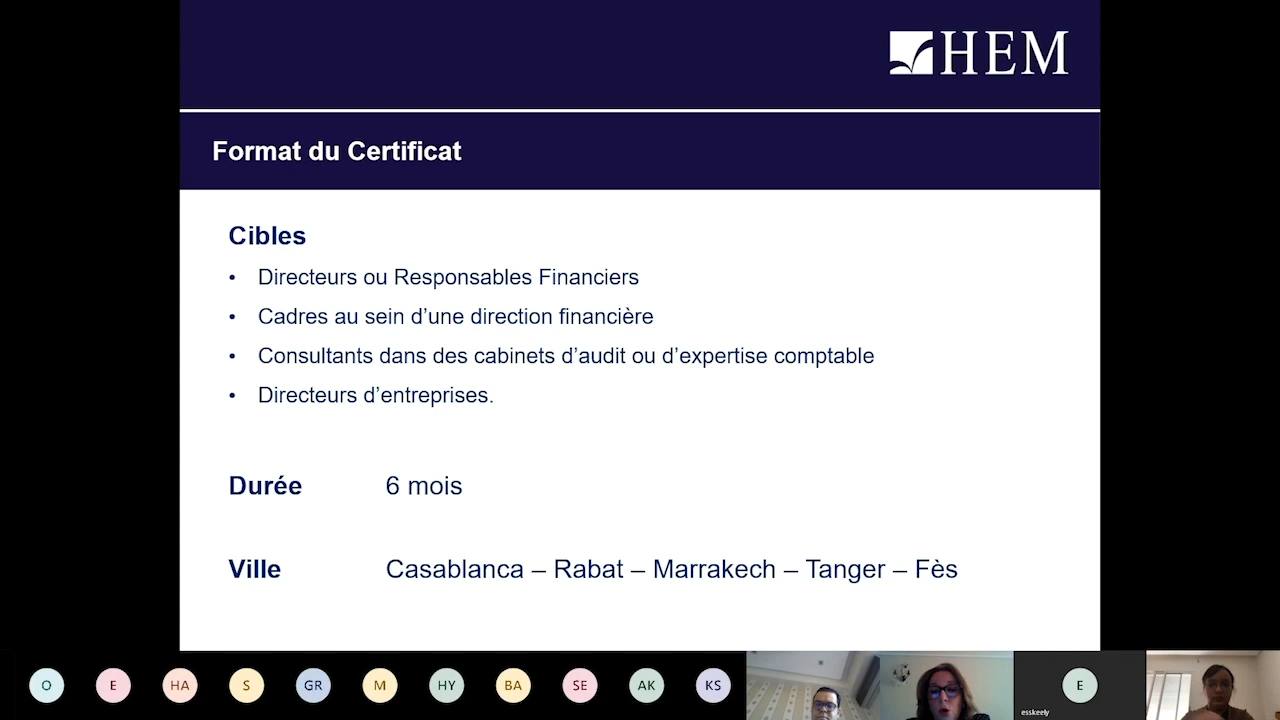 HEM
Format du Certificat
Cibles
• Directeurs ou Responsables Financiers
• Cadres au sein d’une direction financière
• Consultants dans des cabinets d’audit ou d’expertise comptable
• Directeurs d’entreprises.
Durée 6 mois
Ville Casablanca – Rabat – Marrakech – Tanger – Fès
O E HA S GR M HY BA SE AK KS E
esskeely